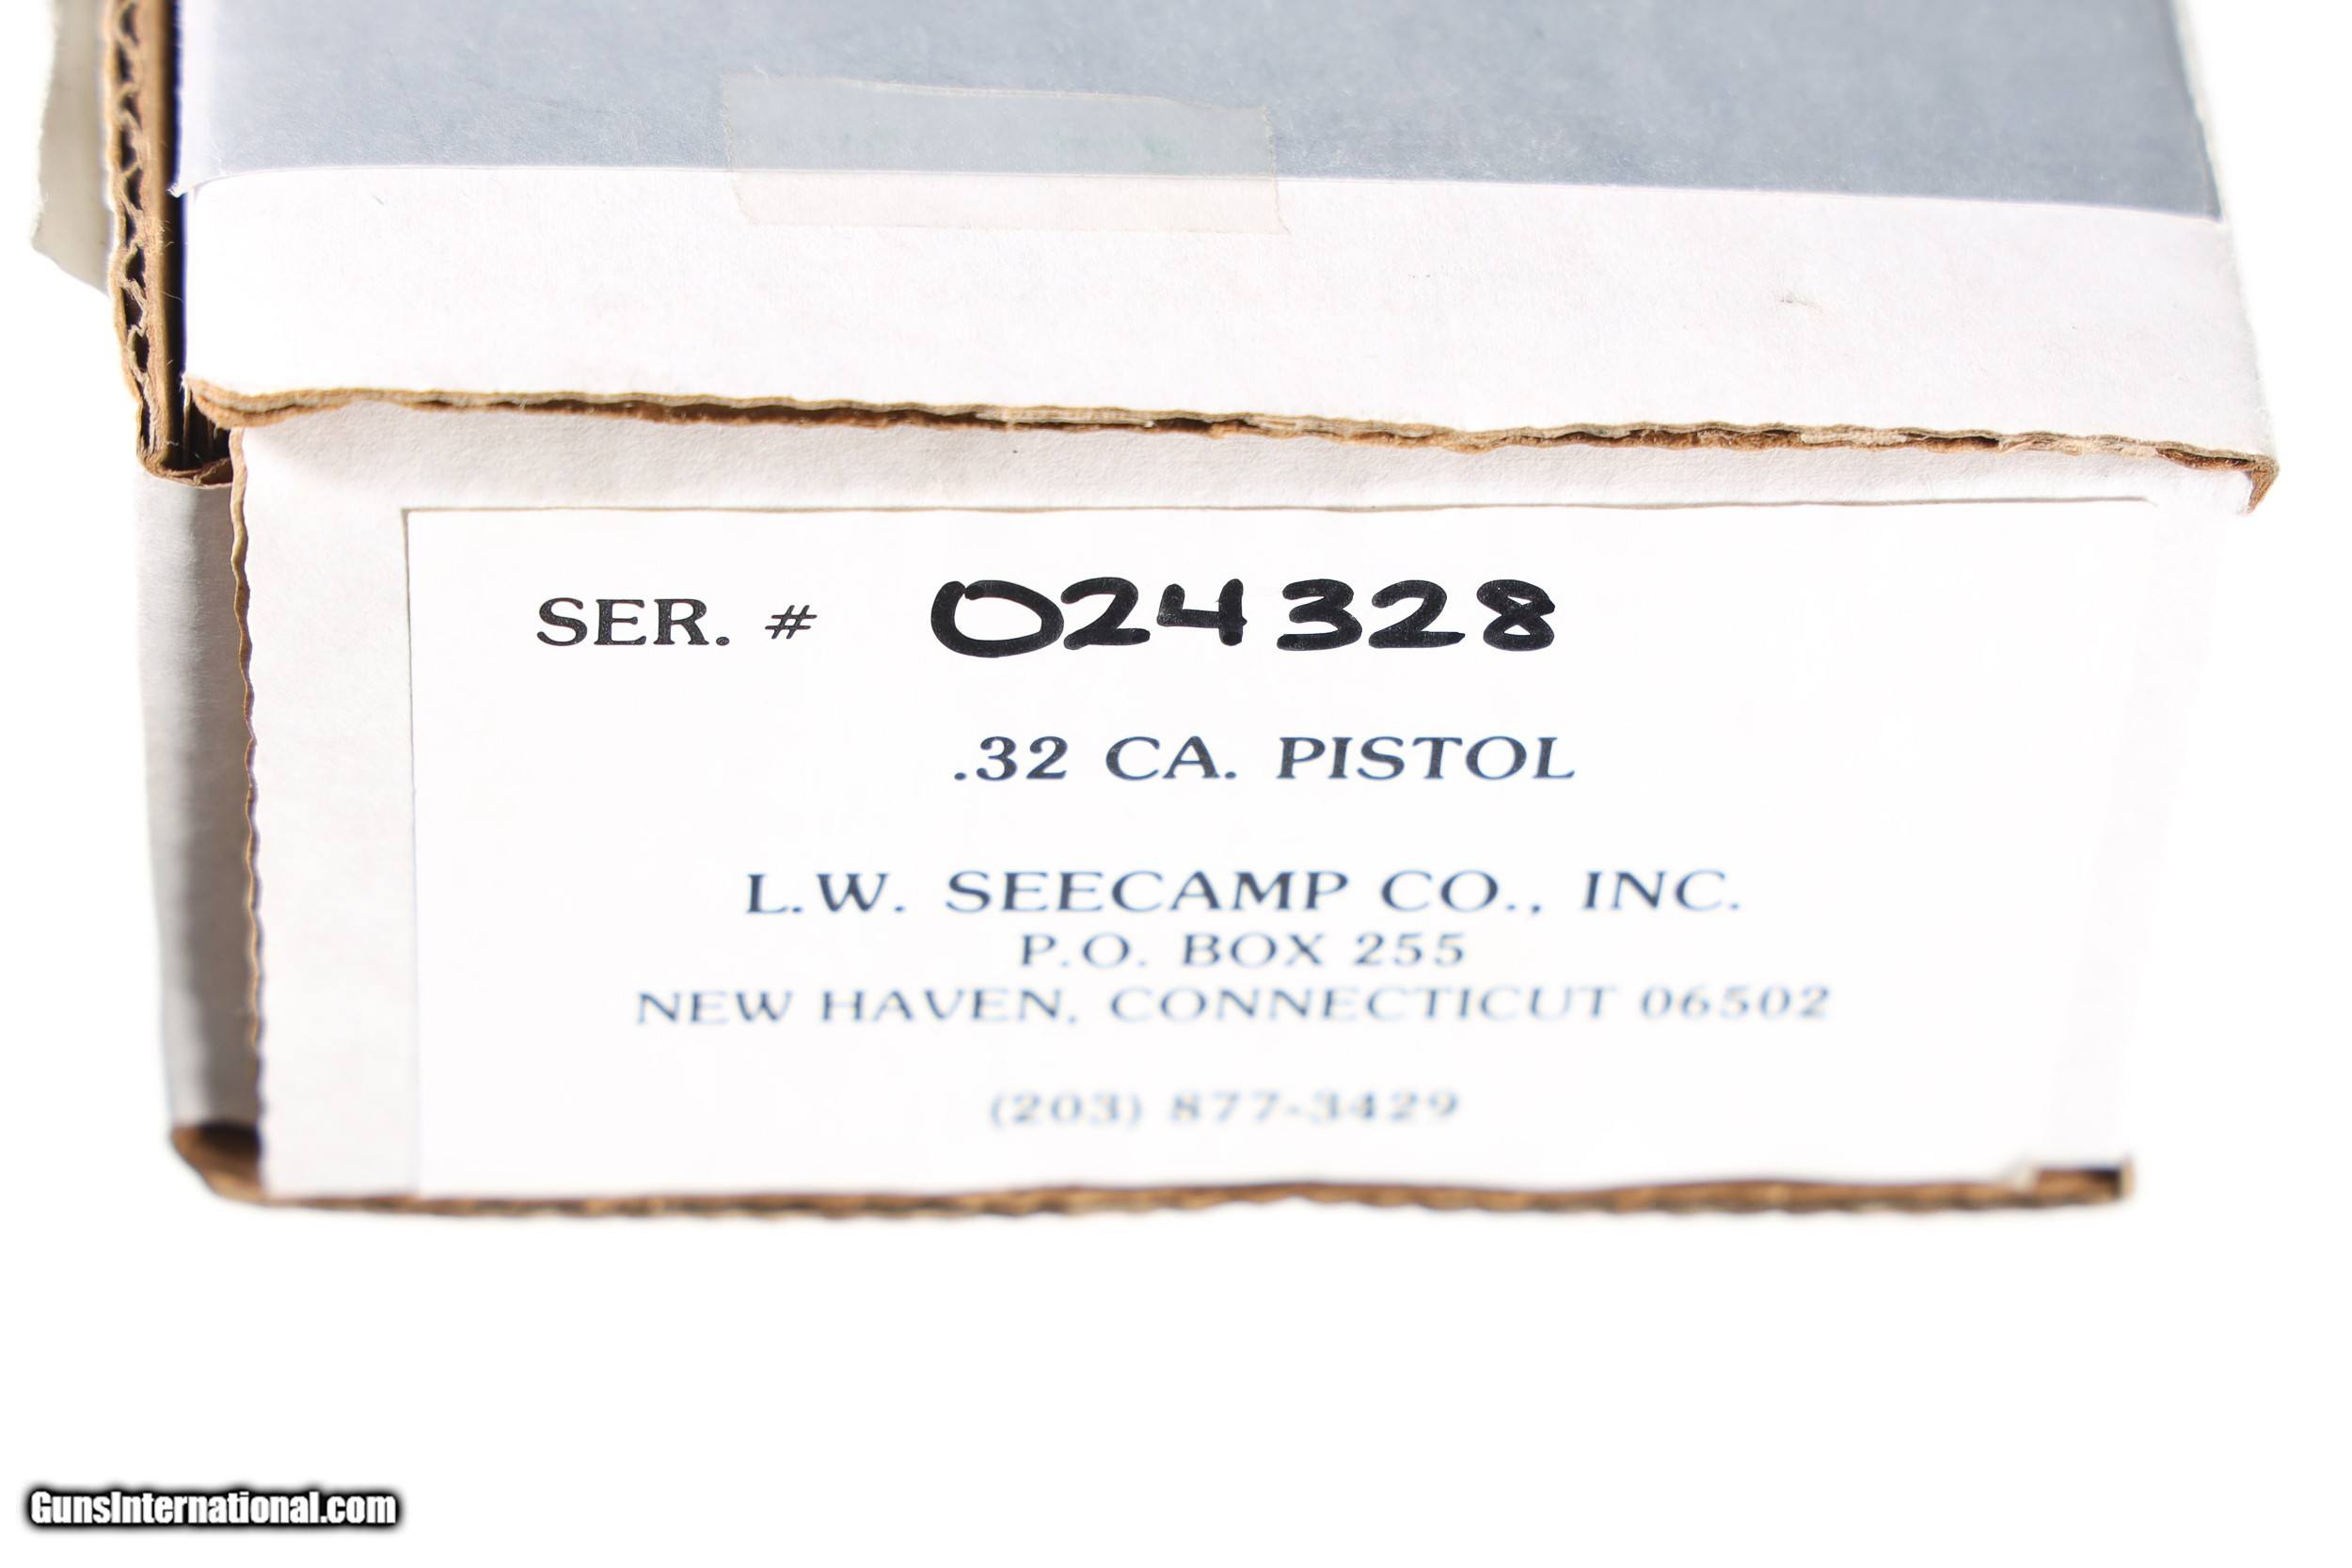 SER. # 024328
.32 CA. PISTOL
L.W. SEECAMP CO., INC.
P.O. BOX 255
NEW HAVEN, CONNECTICUT 06502
(203) 877-3429
GunsInternational.com